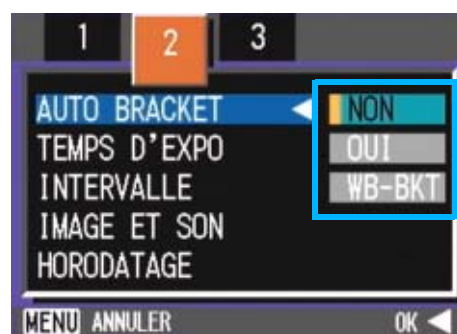 1 2 3
AUTO BRACKET NON
TEMPS D'EXPO OUI
INTERVALLE WB-BKT
IMAGE ET SON
HORODATAGE
MENU ANNULER OK